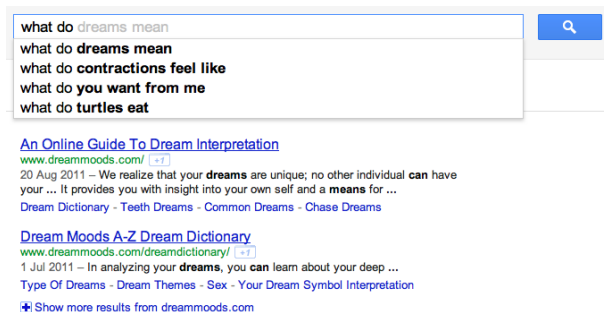 what do dreams mean
what do dreams mean
what do contractions feel like
what do you want from me
what do turtles eat
An Online Guide To Dream Interpretation
www.dreammoods.com/ +1
20 Aug 2011 – We realize that your dreams are unique; no other individual can have
your ... It provides you with insight into your own self and a means for ...
Dream Dictionary - Teeth Dreams - Common Dreams - Chase Dreams
Dream Moods A-Z Dream Dictionary
www.dreammoods.com/dreamdictionary/ +1
1 Jul 2011 – In analyzing your dreams, you can learn about your deep ...
Type Of Dreams - Dream Themes - Sex - Your Dream Symbol Interpretation
Show more results from dreammoods.com